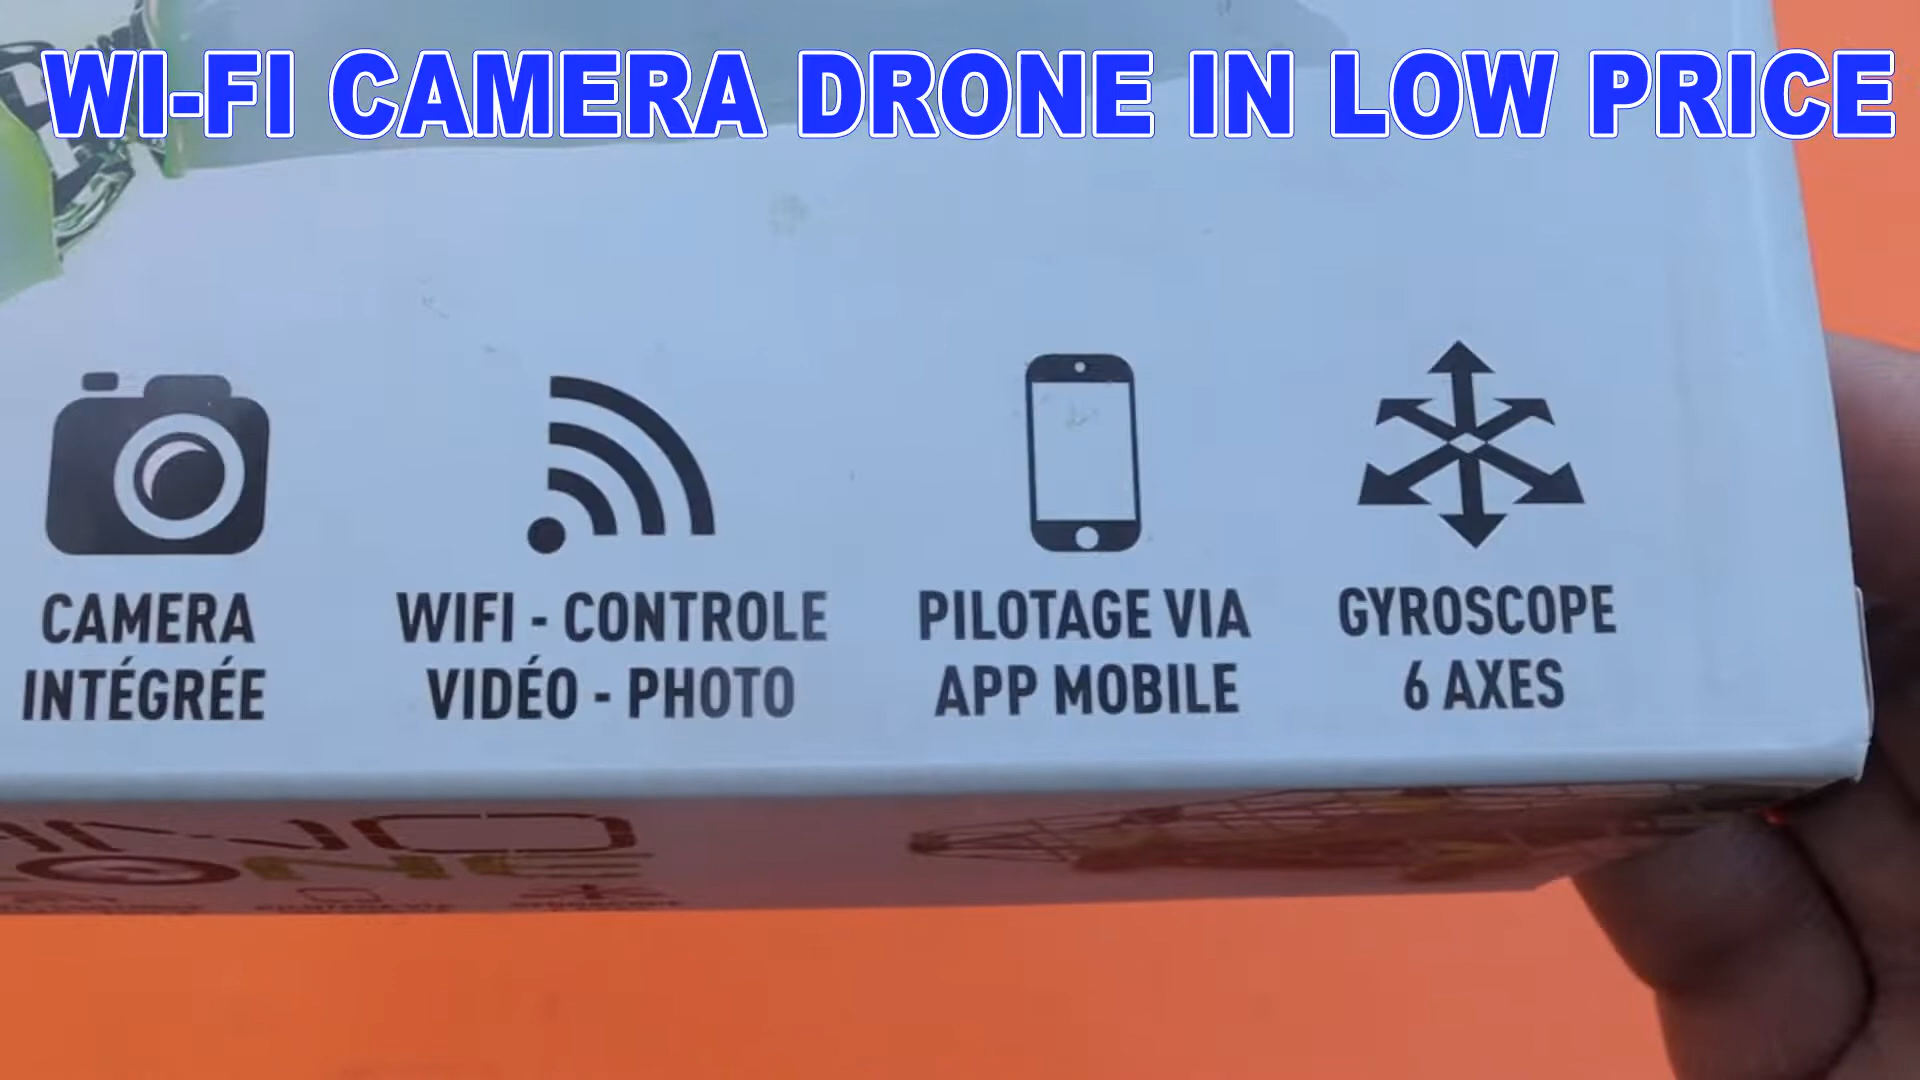 WI-FI CAMERA DRONE IN LOW PRICE
CAMERA
INTÉGRÉE
WIFI - CONTROLE
VIDÉO - PHOTO
PILOTAGE VIA
APP MOBILE
GYROSCOPE
6 AXES